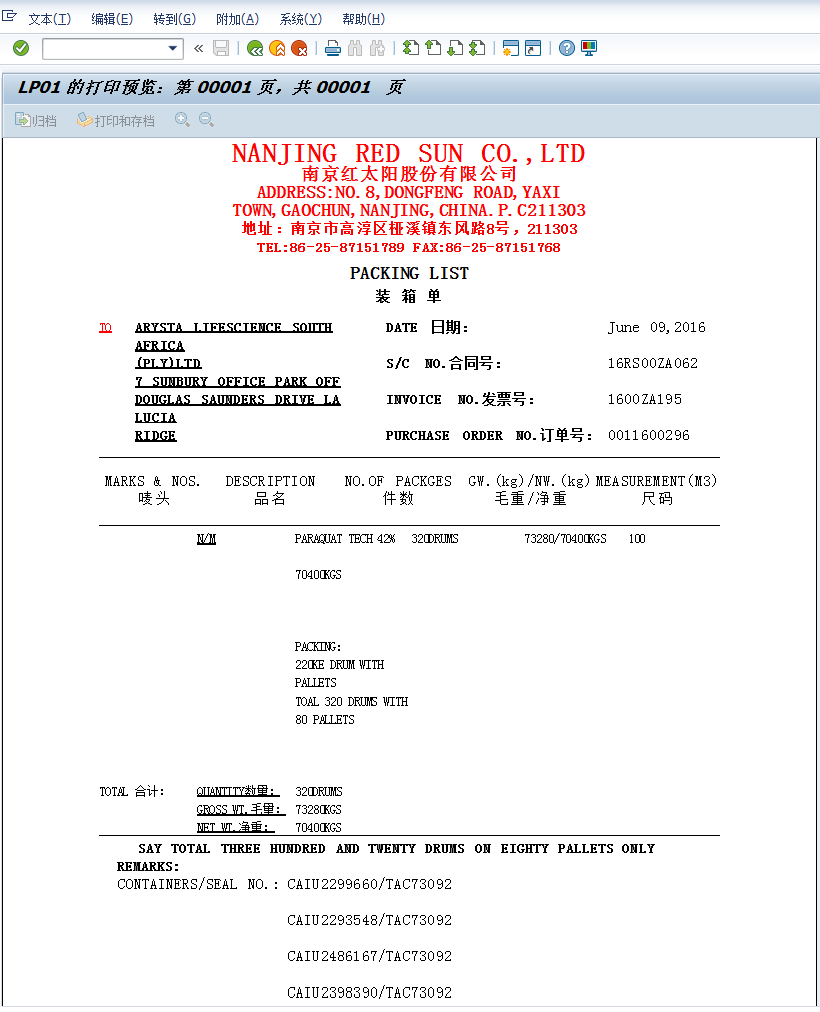 文本(T) 编辑(E) 转到(G) 附加(A) 系统(Y) 帮助(H)
LP01 的打印预览：第 00001 页，共 00001 页
归档 打印和存档
NANJING RED SUN CO.,LTD
南京红太阳股份有限公司
ADDRESS:NO.8,DONGFENG ROAD,YAXI
TOWN,GAOCHUN,NANJING,CHINA.P.C211303
地址：南京市高淳区桠溪镇东风路8号，211303
TEL:86-25-87151789 FAX:86-25-87151768
PACKING LIST
装 箱 单
TO ARYSTA LIFESCIENCE SOUTH DATE 日期： June 09,2016
AFRICA
(PLY)LTD S/C NO.合同号： 16RS00ZA062
7 SUNBURY OFFICE PARK OFF
DOUGLAS SAUNDERS DRIVE LA INVOICE NO.发票号： 1600ZA195
LUCIA
RIDGE PURCHASE ORDER NO.订单号： 0011600296
MARKS & NOS. DESCRIPTION NO.OF PACKGES GW.(kg)/NW.(kg) MEASUREMENT(M3)
唛头 品名 件数 毛重/净重 尺码
N/M PARAQUAT TECH 42% 320DRUMS 73280/70400KGS 100
70400KGS
PACKING:
220KE DRUM WITH
PALLETS
TOAL 320 DRUMS WITH
80 PALLETS
TOTAL 合计： QUANTITY数量： 320DRUMS
GROSS WT.毛重： 73280KGS
NET WT.净重： 70400KGS
SAY TOTAL THREE HUNDRED AND TWENTY DRUMS ON EIGHTY PALLETS ONLY
REMARKS:
CONTAINERS/SEAL NO.: CAIU2299660/TAC73092
CAIU2293548/TAC73092
CAIU2486167/TAC73092
CAIU2398390/TAC73092